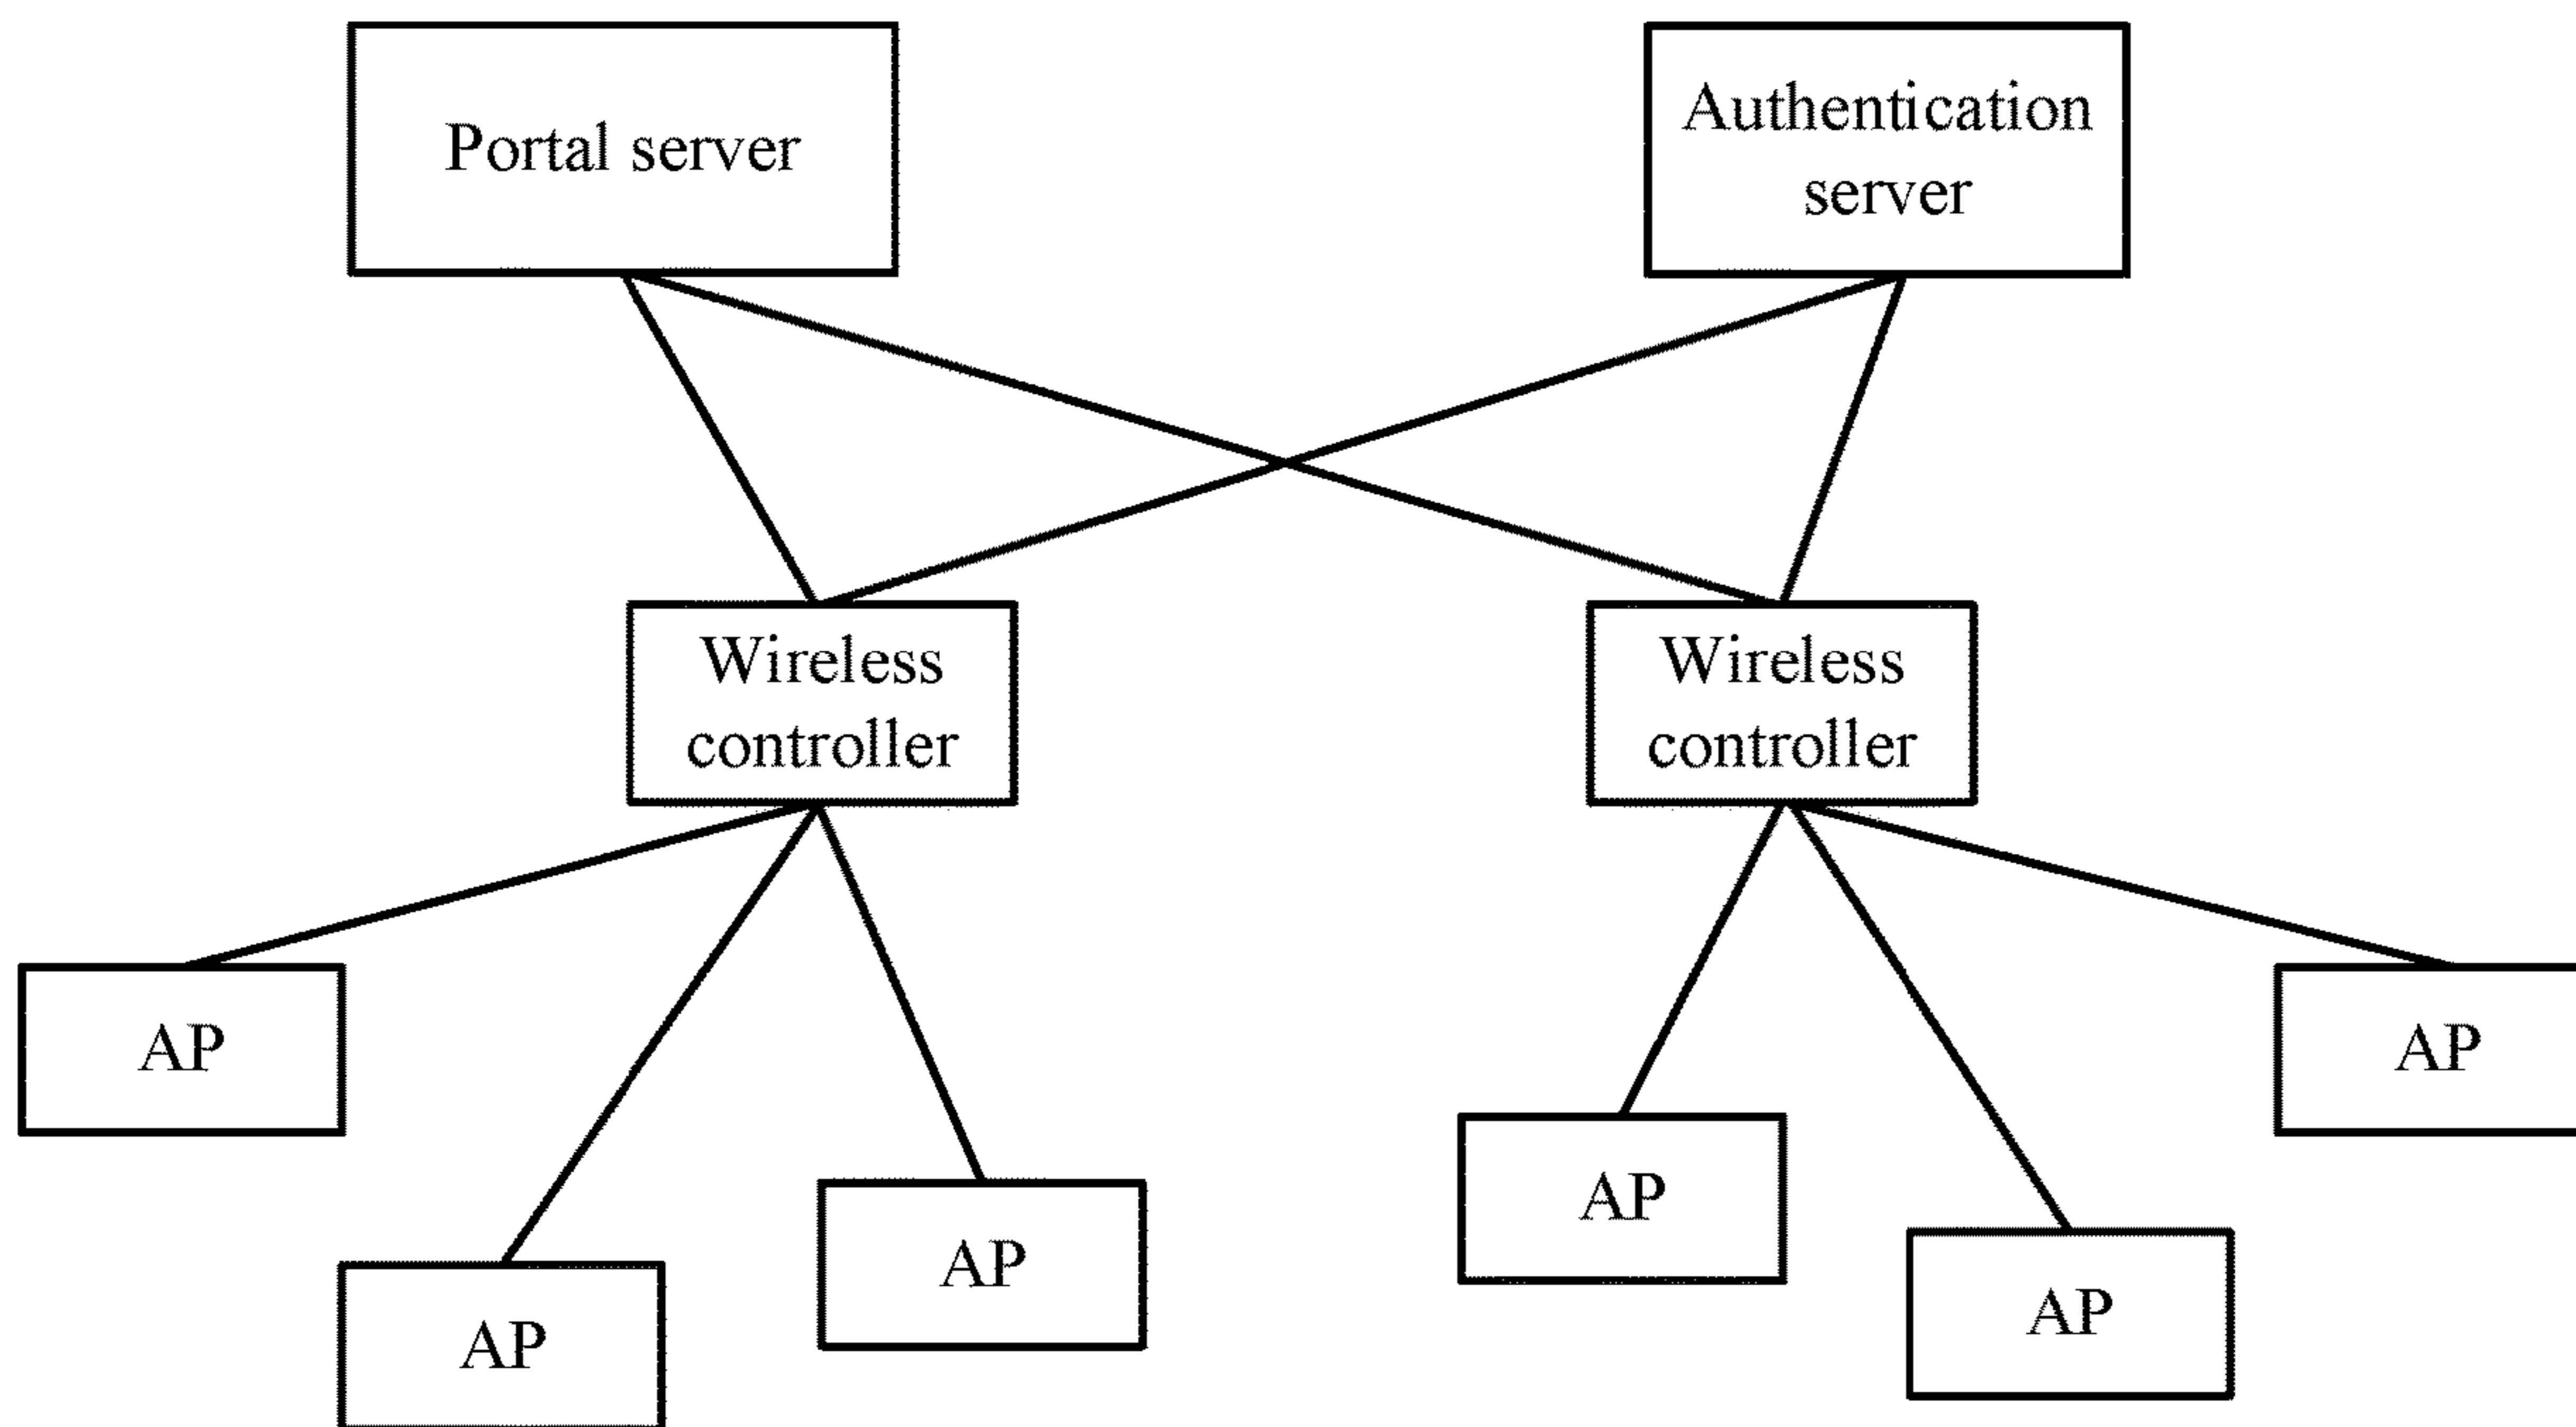 Portal server
Authentication
server
Wireless
controller
Wireless
controller
AP
AP
AP
AP
AP
AP